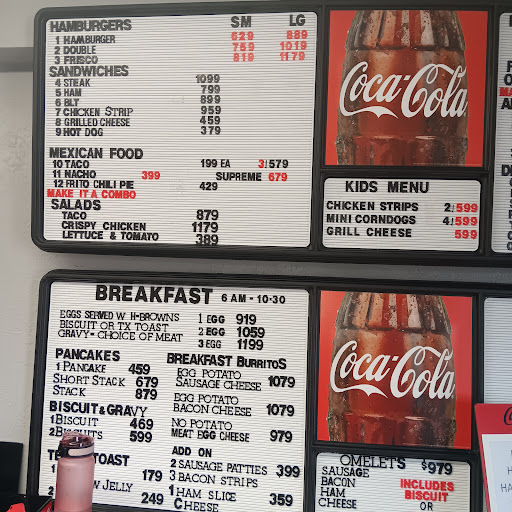 HAMBURGERS SM LG
1 HAMBURGER 629 889
2 DOUBLE 759 1019
3 FRISCO 819 1179
SANDWICHES
4 STEAK 1099
5 HAM 799
6 BLT 899
7 CHICKEN STRIP 959
8 GRILLED CHEESE 459
9 HOT DOG 379
MEXICAN FOOD
10 TACO 199 EA 3/579
11 NACHO 399 SUPREME 679
12 FRITO CHILI PIE 429
MAKE IT A COMBO
SALADS
TACO 879
CRISPY CHICKEN 1179
LETTUCE & TOMATO 389
Coca-Cola
KIDS MENU
CHICKEN STRIPS 2/599
MINI CORNDOGS 4/599
GRILL CHEESE 599
BREAKFAST 6 AM - 10:30
EGGS SERVED W H-BROWNS
BISCUIT OR TX TOAST
GRAVY - CHOICE OF MEAT
1 EGG 919
2 EGG 1059
3 EGG 1199
PANCAKES
1 PANCAKE 459
SHORT STACK 679
STACK 879
BISCUIT & GRAVY
1 BISCUIT 469
2 BISCUITS 599
TOAST
179
JELLY 249
BREAKFAST BURRITOS
EGG POTATO
SAUSAGE CHEESE 1079
EGG POTATO
BACON CHEESE 1079
NO POTATO
MEAT EGG CHEESE 979
ADD ON
2 SAUSAGE PATTIES 399
3 BACON STRIPS
1 HAM SLICE 359
CHEESE
Coca-Cola
OMELET'S $979
SAUSAGE
BACON
HAM
CHEESE
INCLUDES
BISCUIT
OR